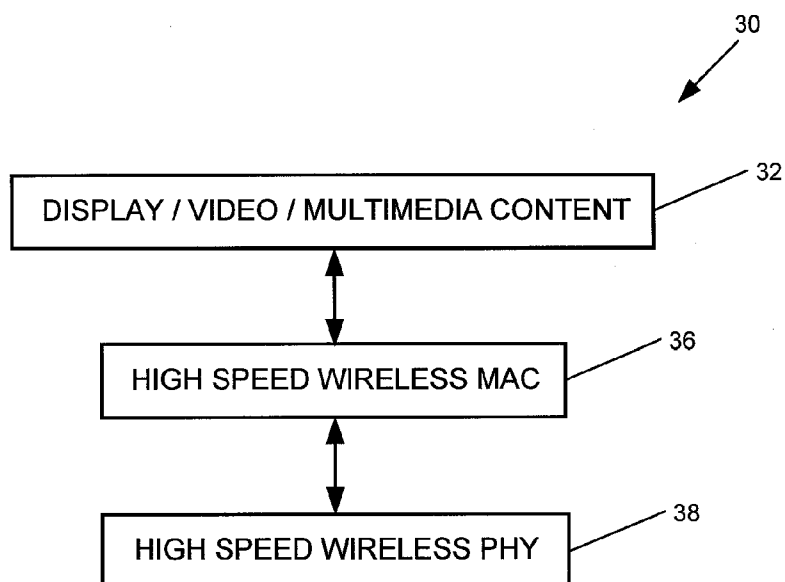 30
32
DISPLAY / VIDEO / MULTIMEDIA CONTENT
36
HIGH SPEED WIRELESS MAC
38
HIGH SPEED WIRELESS PHY